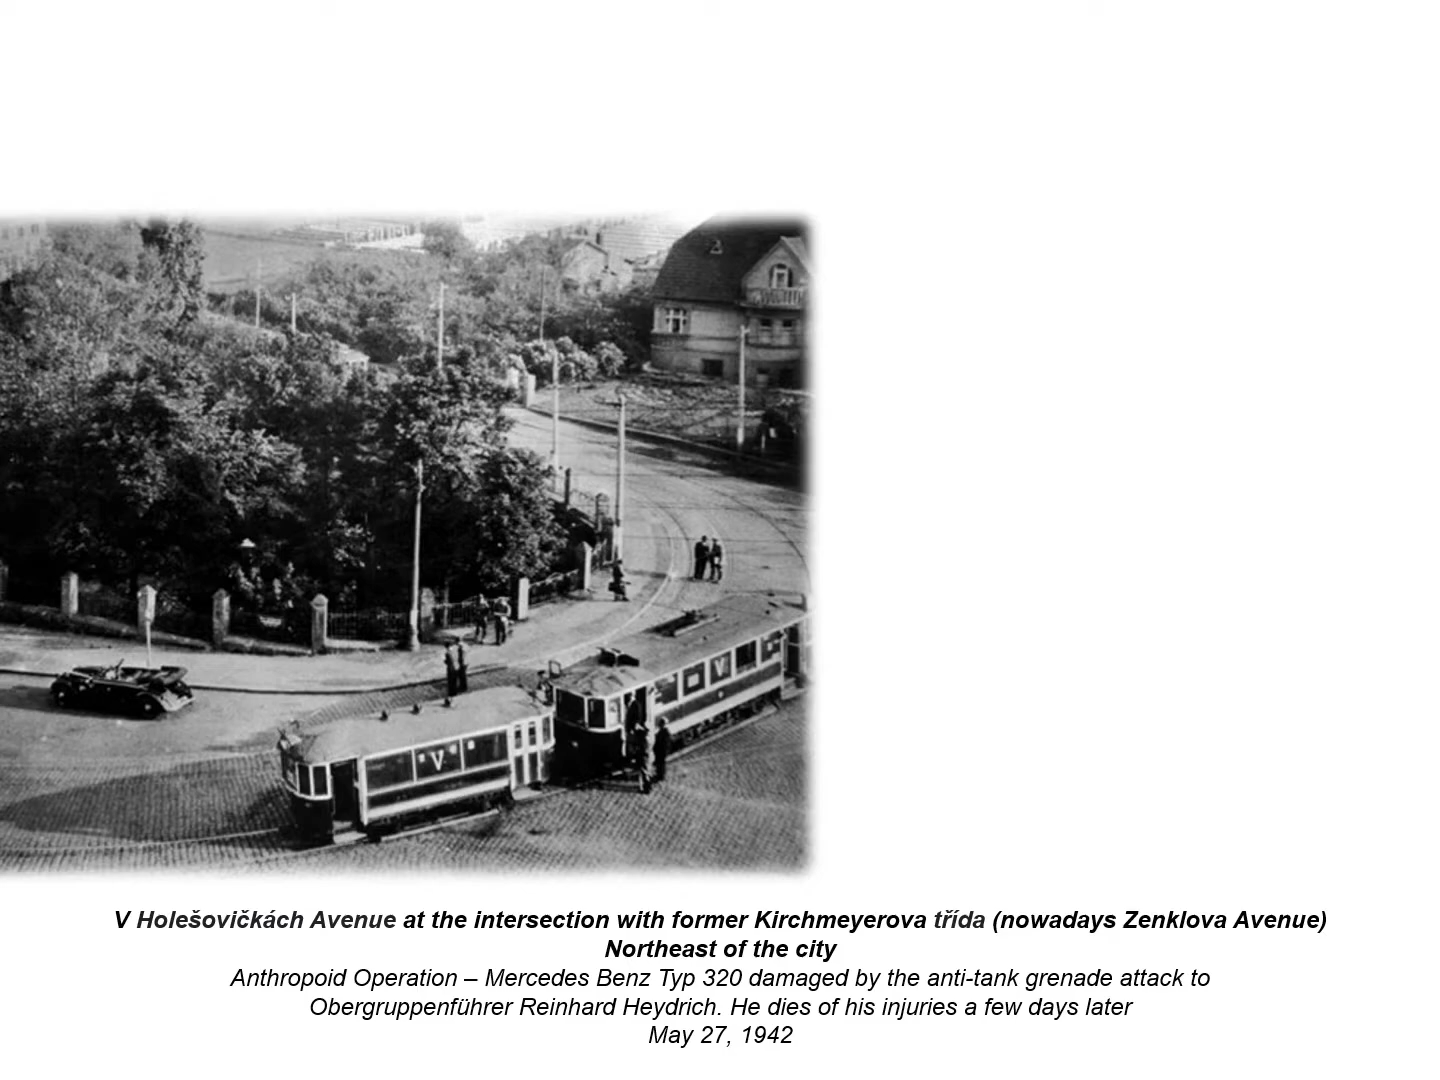 V
V
V Holešovičkách Avenue at the intersection with former Kirchmeyerova třída (nowadays Zenklova Avenue)
Northeast of the city
Anthropoid Operation – Mercedes Benz Typ 320 damaged by the anti-tank grenade attack to
Obergruppenführer Reinhard Heydrich. He dies of his injuries a few days later
May 27, 1942